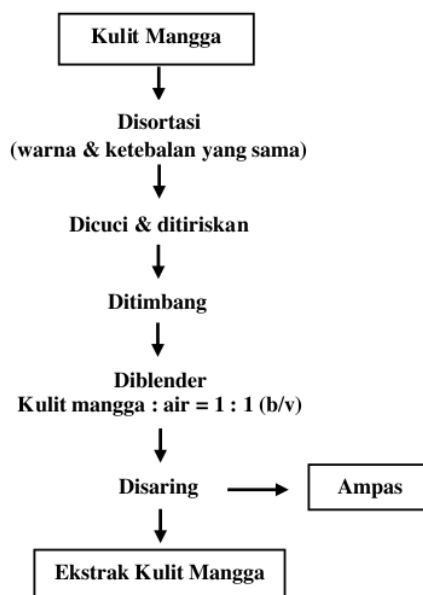 Kulit Mangga
Disortasi
(warna & ketebalan yang sama)
Dicuci & ditiriskan
Ditimbang
Diblender
Kulit mangga : air = 1 : 1 (b/v)
Disaring
Ampas
Ekstrak Kulit Mangga